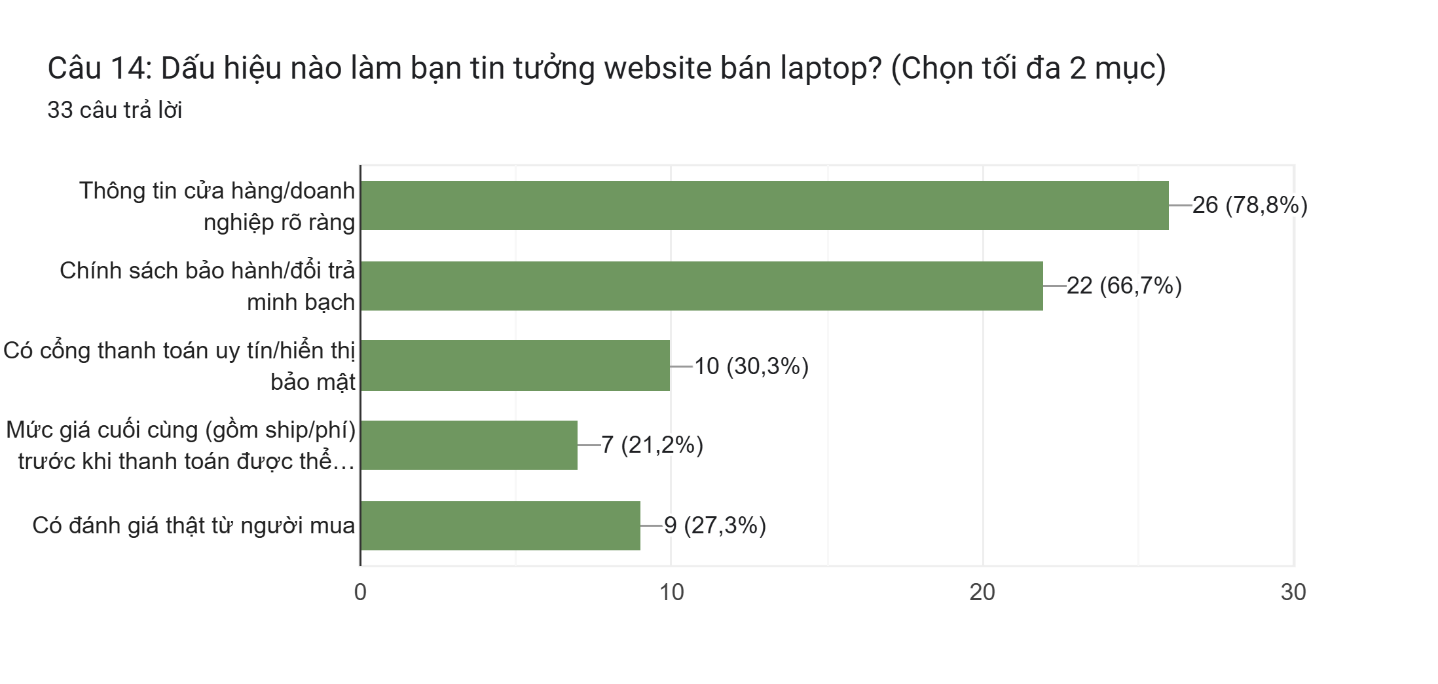 Câu 14: Dấu hiệu nào làm bạn tin tưởng website bán laptop? (Chọn tối đa 2 mục)
33 câu trả lời
Thông tin cửa hàng/doanh
nghiệp rõ ràng
26 (78,8%)
Chính sách bảo hành/đổi trả
minh bạch
22 (66,7%)
Có cổng thanh toán uy tín/hiển thị
bảo mật
10 (30,3%)
Mức giá cuối cùng (gồm ship/phí)
trước khi thanh toán được thể…
7 (21,2%)
Có đánh giá thật từ người mua
9 (27,3%)
0
10
20
30